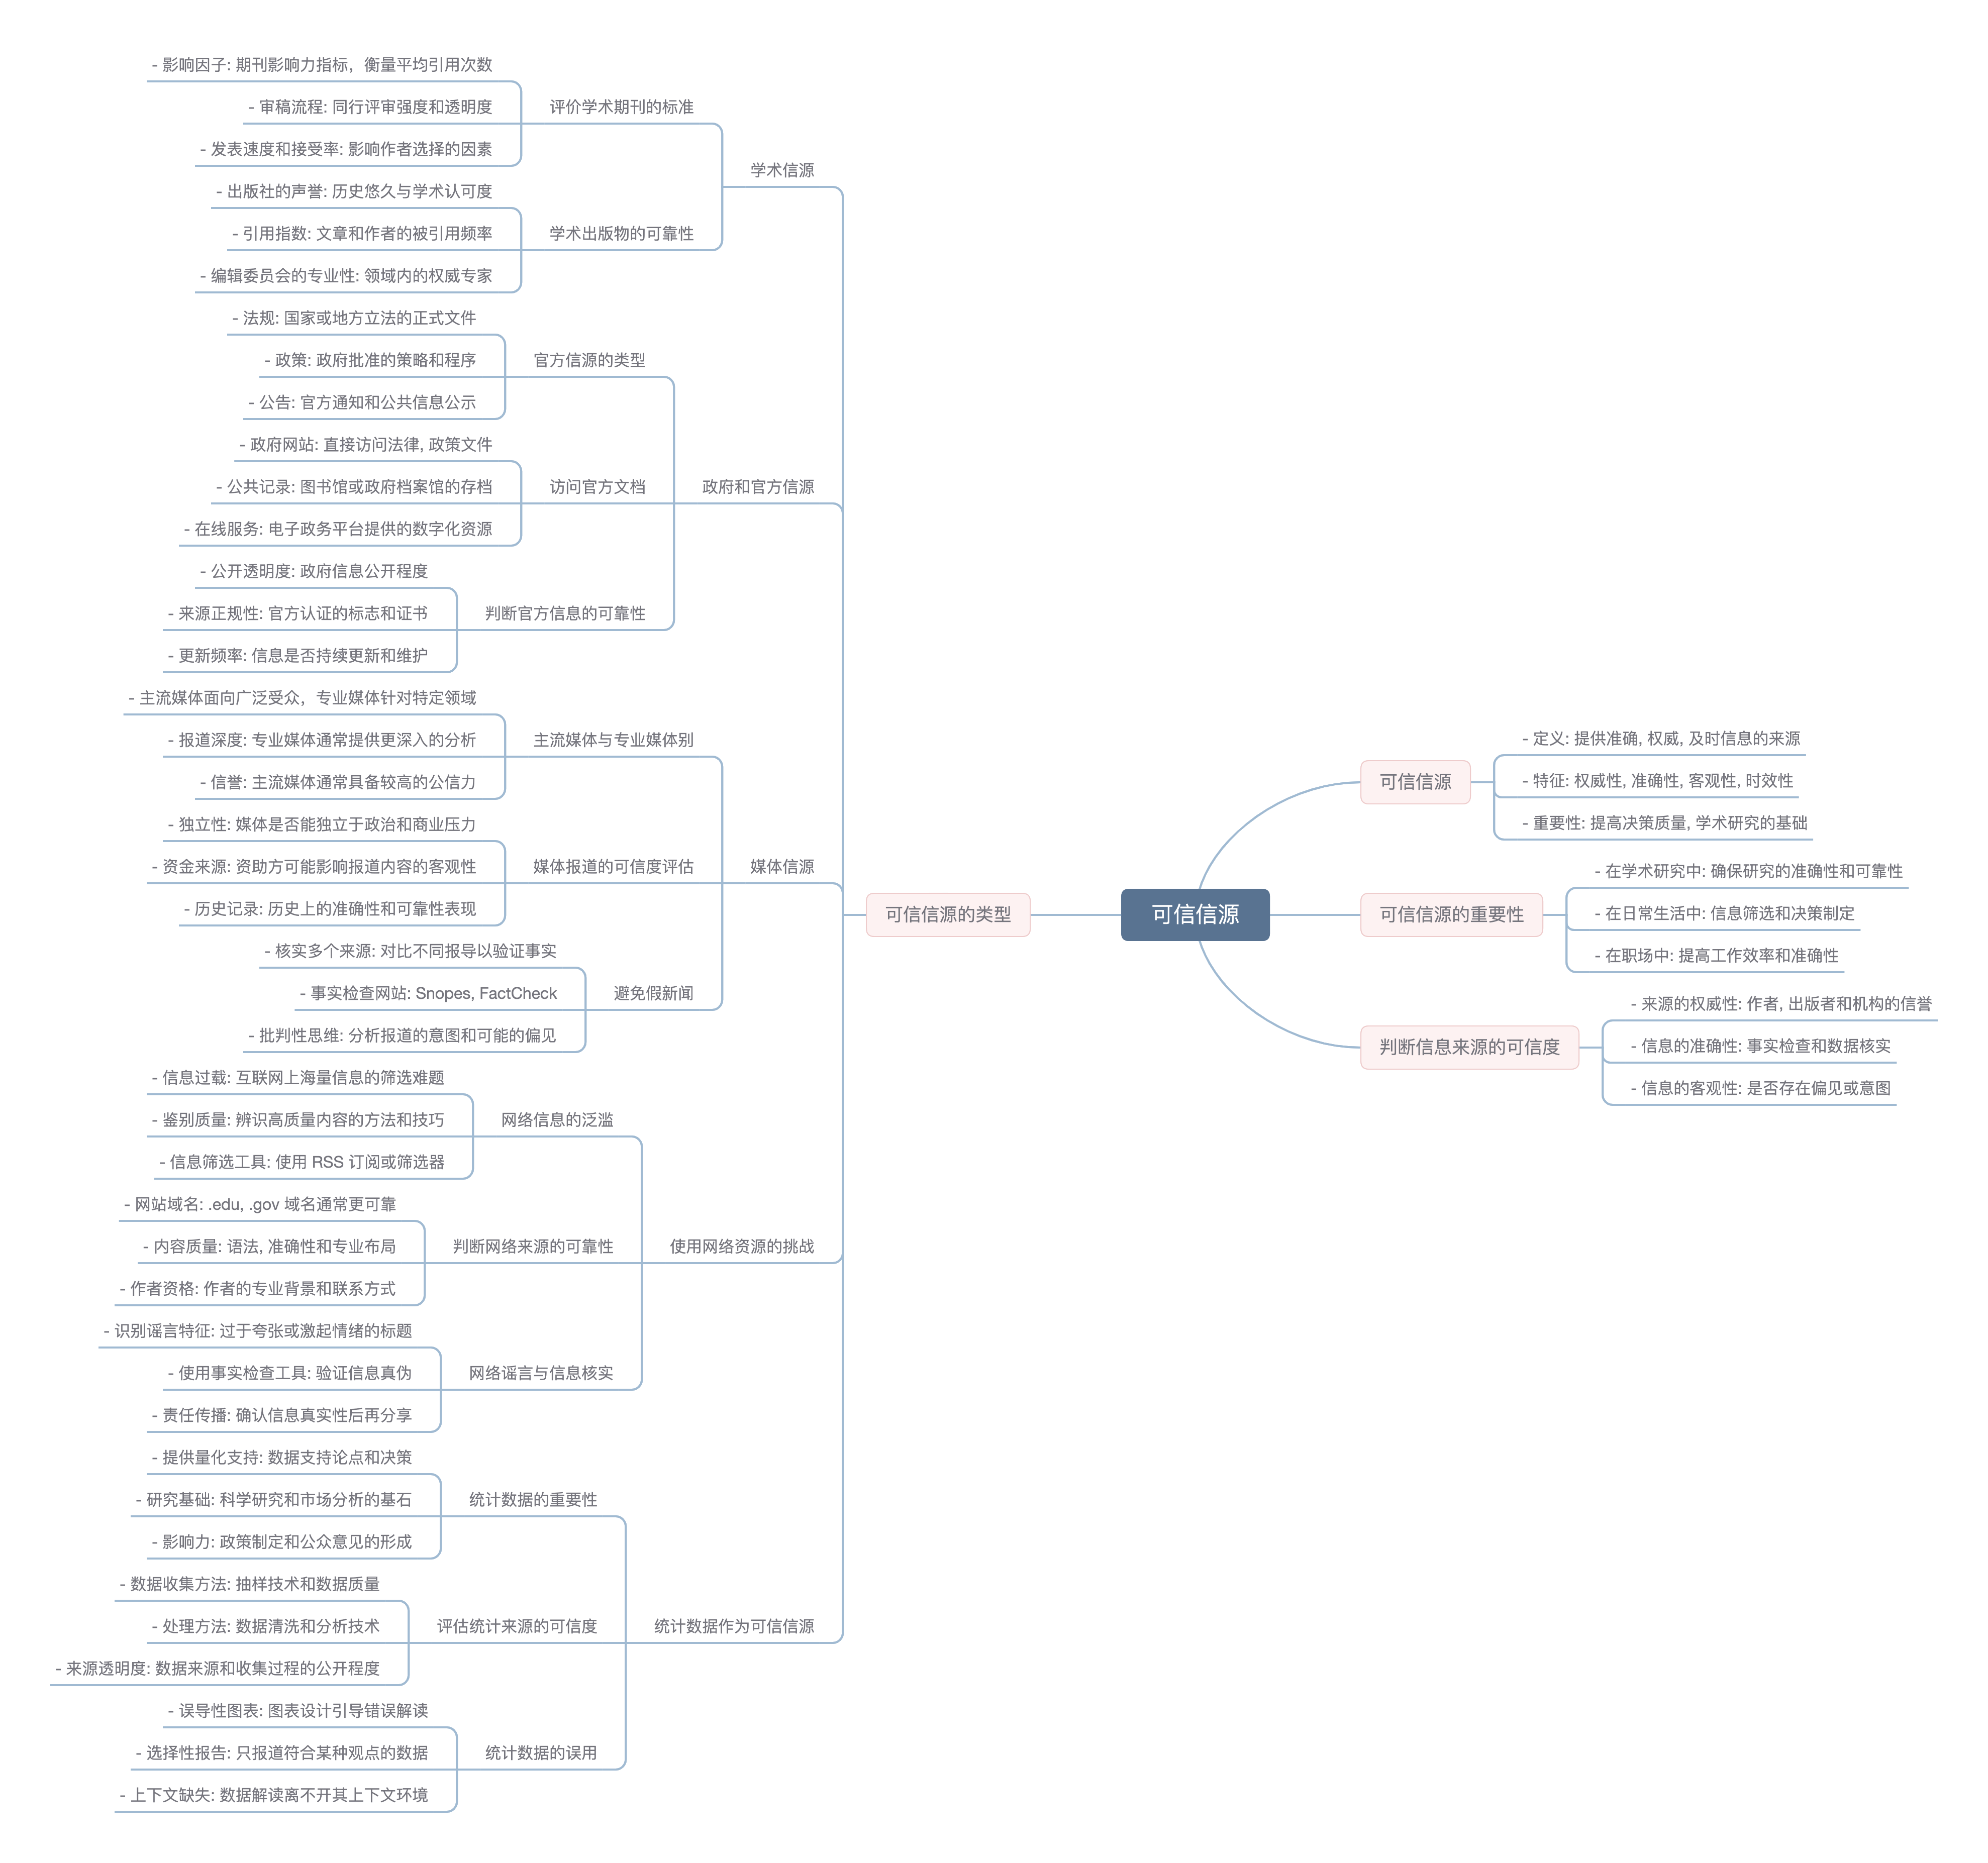 可信信源
可信信源
- 定义: 提供准确, 权威, 及时信息的来源
- 特征: 权威性, 准确性, 客观性, 时效性
- 重要性: 提高决策质量, 学术研究的基础
可信信源的重要性
- 在学术研究中: 确保研究的准确性和可靠性
- 在日常生活中: 信息筛选和决策制定
- 在职场中: 提高工作效率和准确性
判断信息来源的可信度
- 来源的权威性: 作者, 出版者和机构的信誉
- 信息的准确性: 事实检查和数据核实
- 信息的客观性: 是否存在偏见或意图
可信信源的类型
学术信源
评价学术期刊的标准
- 影响因子: 期刊影响力指标，衡量平均引用次数
- 审稿流程: 同行评审强度和透明度
- 发表速度和接受率: 影响作者选择的因素
学术出版物的可靠性
- 出版社的声誉: 历史悠久与学术认可度
- 引用指数: 文章和作者的被引用频率
- 编辑委员会的专业性: 领域内的权威专家
政府和官方信源
官方信源的类型
- 法规: 国家或地方立法的正式文件
- 政策: 政府批准的策略和程序
- 公告: 官方通知和公共信息公示
访问官方文档
- 政府网站: 直接访问法律, 政策文件
- 公共记录: 图书馆或政府档案馆的存档
- 在线服务: 电子政务平台提供的数字化资源
判断官方信息的可靠性
- 公开透明度: 政府信息公开程度
- 来源正规性: 官方认证的标志和证书
- 更新频率: 信息是否持续更新和维护
媒体信源
主流媒体与专业媒体别
- 主流媒体面向广泛受众，专业媒体针对特定领域
- 报道深度: 专业媒体通常提供更深入的分析
- 信誉: 主流媒体通常具备较高的公信力
媒体报道的可信度评估
- 独立性: 媒体是否能独立于政治和商业压力
- 资金来源: 资助方可能影响报道内容的客观性
- 历史记录: 历史上的准确性和可靠性表现
避免假新闻
- 核实多个来源: 对比不同报导以验证事实
- 事实检查网站: Snopes, FactCheck
- 批判性思维: 分析报道的意图和可能的偏见
使用网络资源的挑战
网络信息的泛滥
- 信息过载: 互联网上海量信息的筛选难题
- 鉴别质量: 辨识高质量内容的方法和技巧
- 信息筛选工具: 使用 RSS 订阅或筛选器
判断网络来源的可靠性
- 网站域名: .edu, .gov 域名通常更可靠
- 内容质量: 语法, 准确性和专业布局
- 作者资格: 作者的专业背景和联系方式
网络谣言与信息核实
- 识别谣言特征: 过于夸张或激起情绪的标题
- 使用事实检查工具: 验证信息真伪
- 责任传播: 确认信息真实性后再分享
统计数据作为可信信源
统计数据的重要性
- 提供量化支持: 数据支持论点和决策
- 研究基础: 科学研究和市场分析的基石
- 影响力: 政策制定和公众意见的形成
评估统计来源的可信度
- 数据收集方法: 抽样技术和数据质量
- 处理方法: 数据清洗和分析技术
- 来源透明度: 数据来源和收集过程的公开程度
统计数据的误用
- 误导性图表: 图表设计引导错误解读
- 选择性报告: 只报道符合某种观点的数据
- 上下文缺失: 数据解读离不开其上下文环境